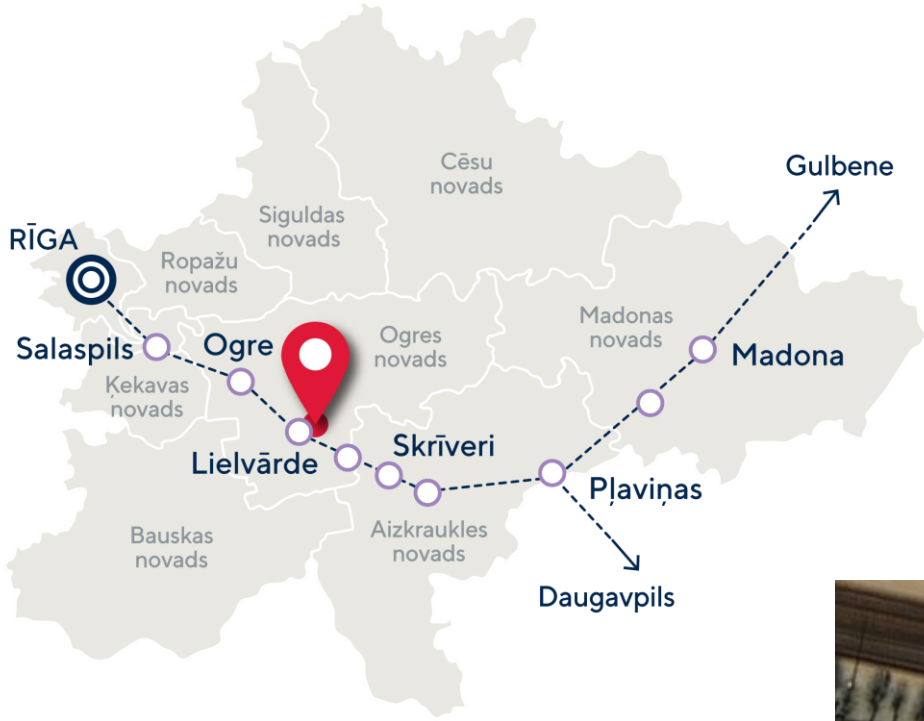 Cēsu
novads
Gulbene
Siguldas
novads
RĪGA
Ropažu
novads
Madonas
novads
Ogre
Ogres
novads
Salaspils
Madona
Ķekavas
novads
Skrīveri
Lielvārde
Pļaviņas
Bauskas
novads
Aizkraukles
novads
Daugavpils